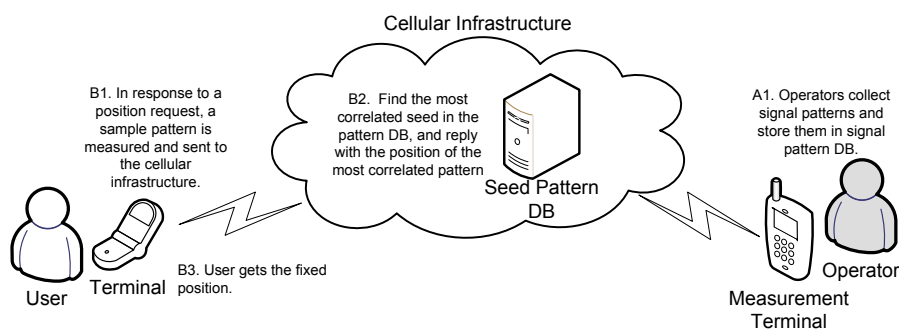 Cellular Infrastructure
B1. In response to a
position request, a
sample pattern is
measured and sent to
the cellular
infrastructure.
B2.  Find the most
correlated seed in the
pattern DB, and reply
with the position of the
most correlated pattern
Seed Pattern
DB
A1. Operators collect
signal patterns and
store them in signal
pattern DB.
User
Terminal
B3. User gets the fixed
position.
Operator
Measurement
Terminal